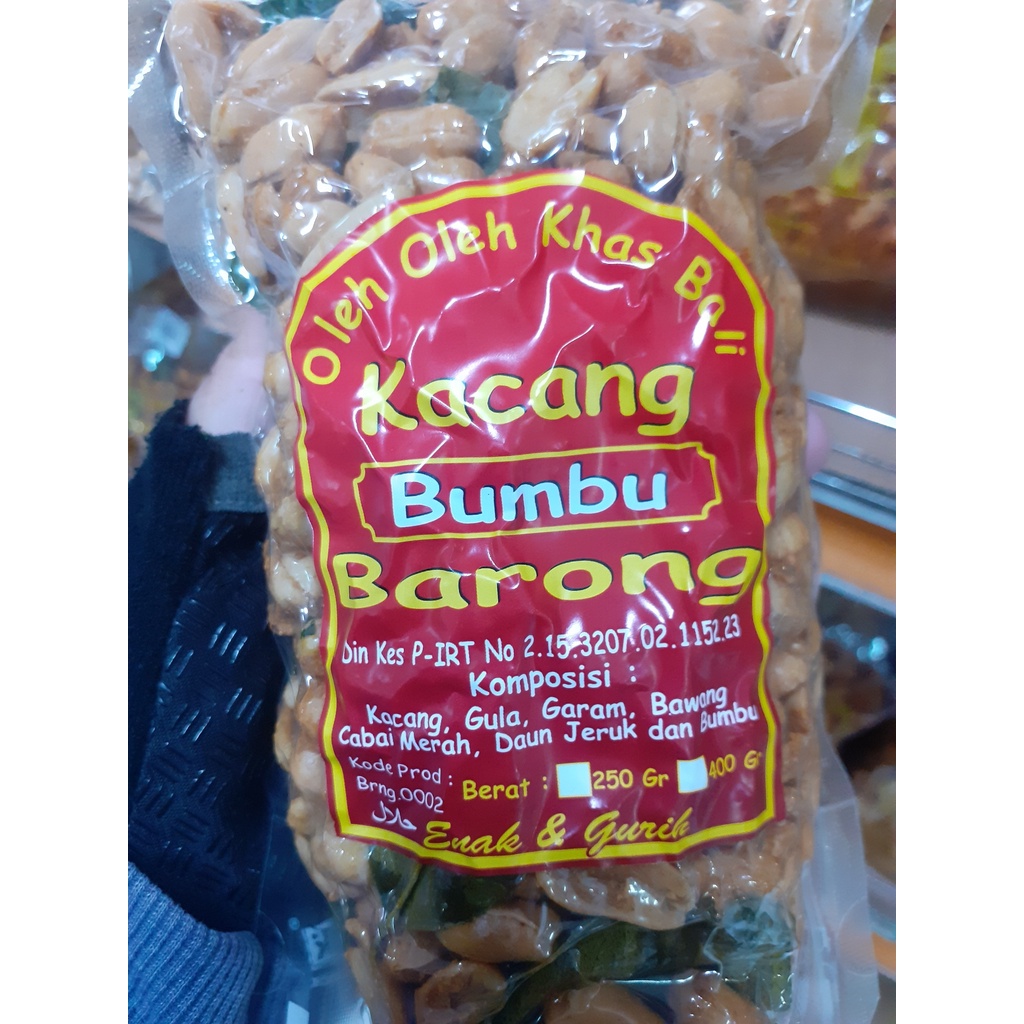 Oleh Oleh Khas Bali
Kacang
Bumbu
Barong
Din Kes P-IRT No 2.15.3207.02.1152.23
Komposisi :
Kacang, Gula, Garam, Bawang
Cabai Merah, Daun Jeruk dan Bumbu
Kode Prod :
Brng.0002
Berat : 250 Gr 400 Gr
حلال
Enak & Gurih